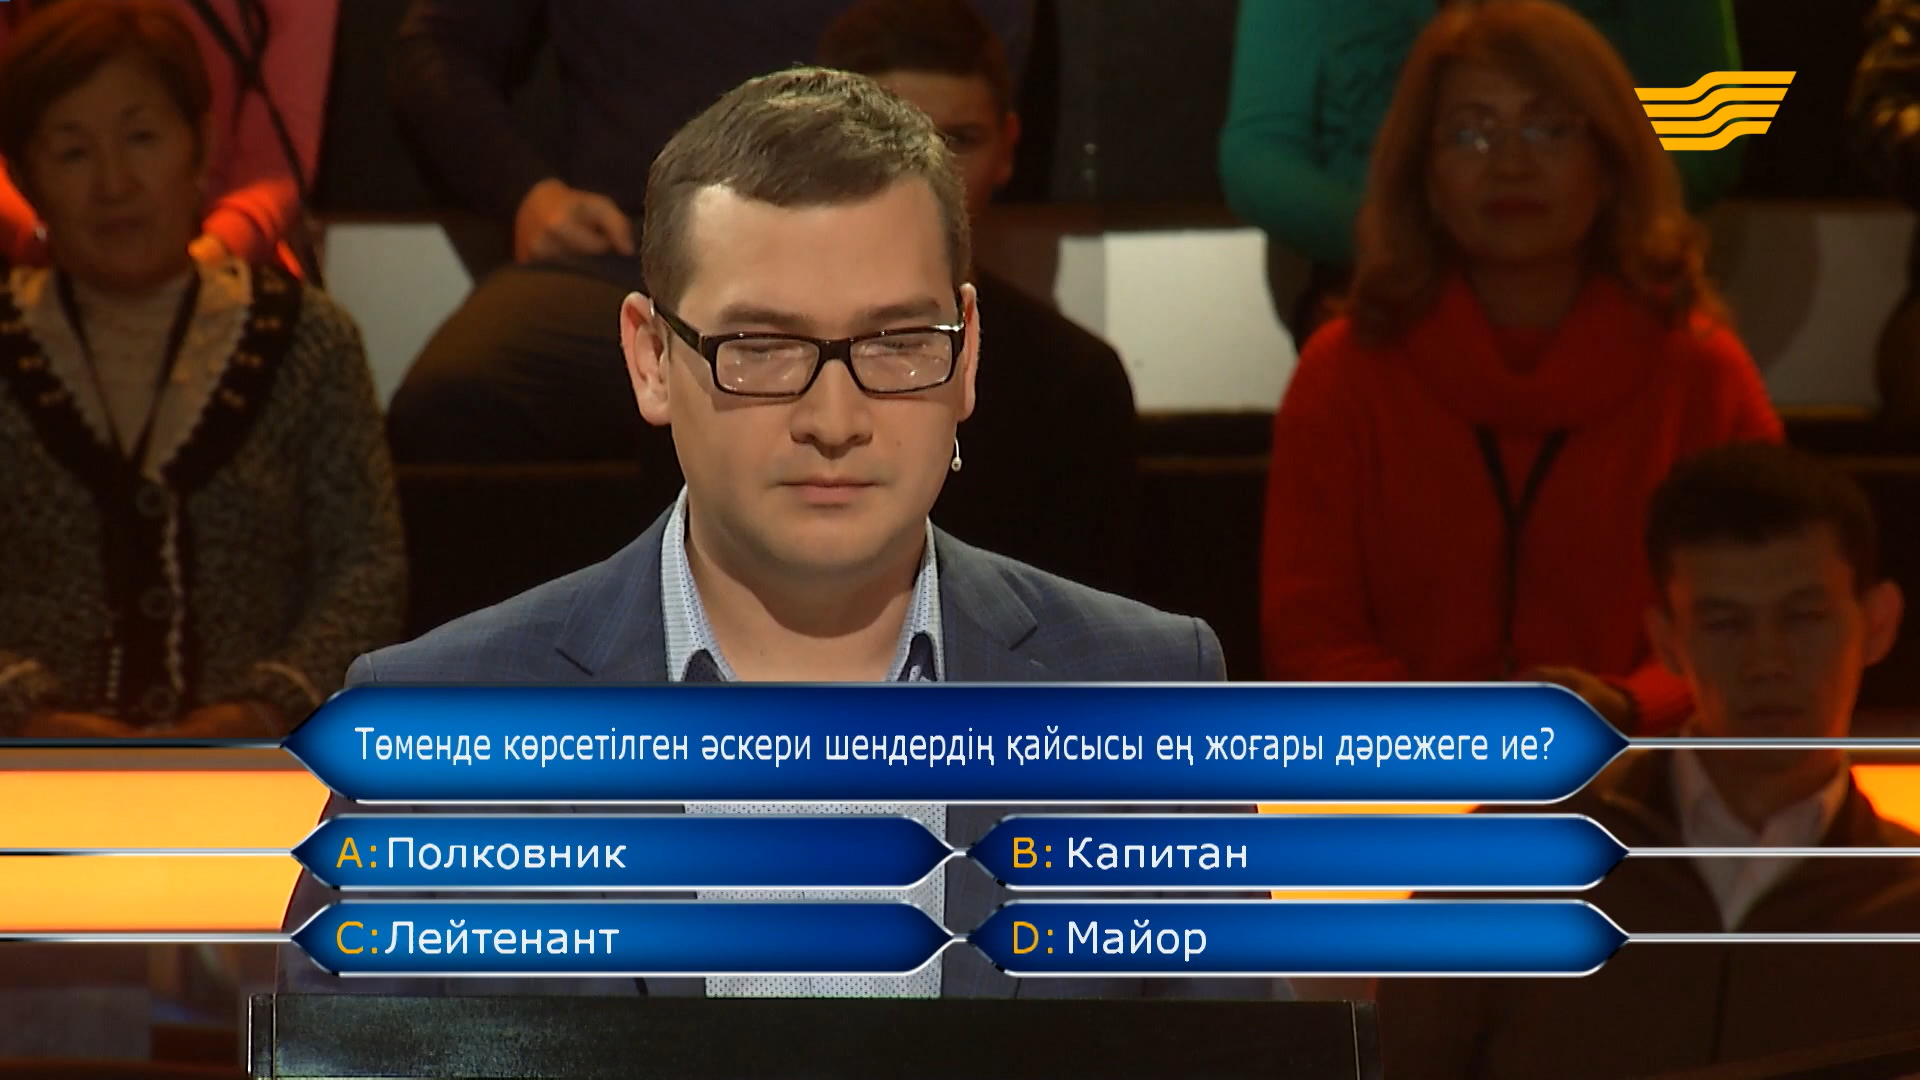 Төменде көрсетілген әскери шендердің қайсысы ең жоғары дәрежеге ие?
A: Полковник
B: Капитан
C: Лейтенант
D: Майор